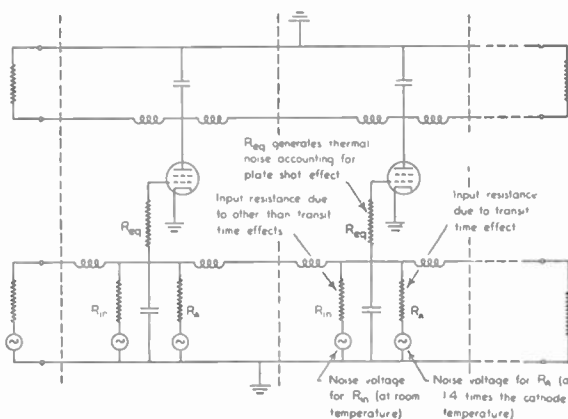 Req generates thermal
noise accounting for
plate shot effect
Input resistance due
to other than transit
time effects
Input resistance
due to transit
time effect
Req
Req
Rin
RA
Rin
RA
Noise voltage
for Rin (at room
temperature)
Noise voltage for RA (a
1.4 times the cathode
temperature)